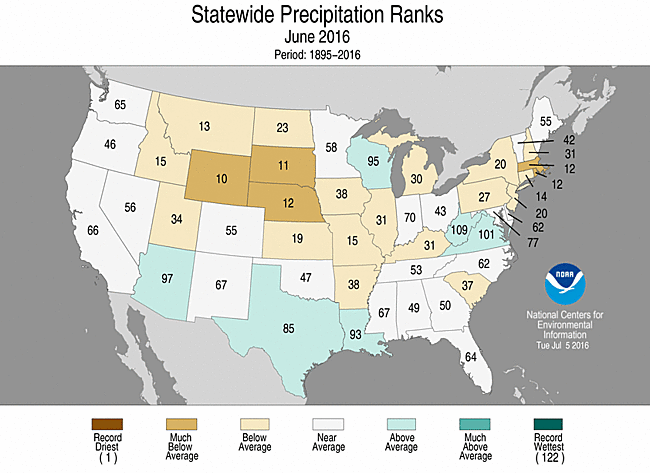 Statewide Precipitation Ranks
June 2016
Period: 1895-2016
65
13
23
58
55
46
15
10
11
95
30
20
42
31
12
12
14
20
62
77
12
38
27
66
56
34
55
19
15
31
70
43
109
101
31
97
67
47
38
53
62
37
85
93
67
49
50
64
NOAA
National Centers for
Environmental
Information
Tue Jul 5 2016
Record
Driest
(1)
Much
Below
Average
Below
Average
Near
Average
Above
Average
Much
Above
Average
Record
Wettest
(122)